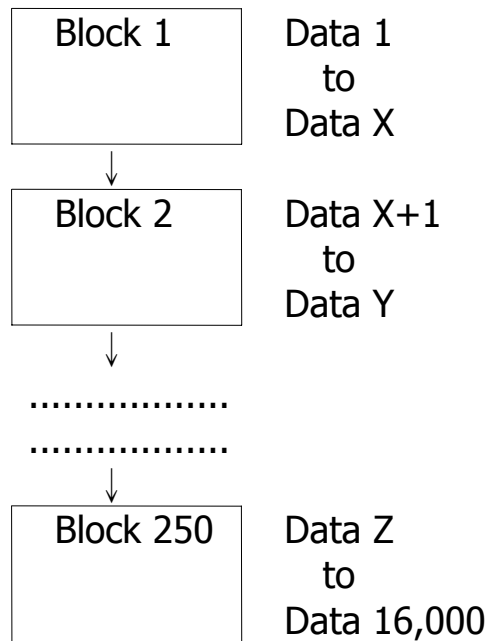 Block 1
Data 1
to
Data X
Block 2
Data X+1
to
Data Y
..................
..................
Block 250
Data Z
to
Data 16,000